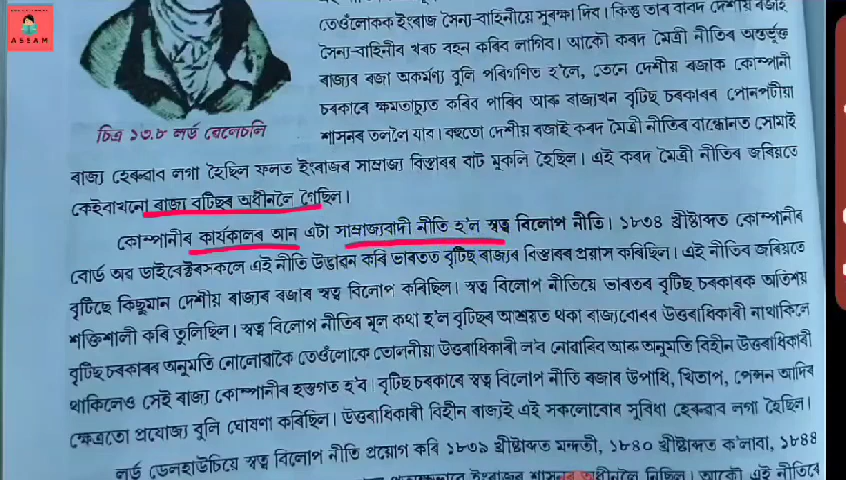 ASSAM
তেওঁলোকক ইংৰাজ সৈন্য-বাহিনীয়ে সুৰক্ষা দিব। কিন্তু তাৰ বাবদ দেশীয় ৰজাই
সৈন্য-বাহিনীৰ খৰচ বহন কৰিব লাগিব। আকৌ কৰদ মৈত্ৰী নীতিৰ অন্তৰ্ভুক্ত
ৰাজ্যৰ ৰজা অকৰ্মণ্য বুলি পৰিগণিত হ'লে, তেনে দেশীয় ৰজাক কোম্পানী
চৰকাৰে ক্ষমতাচ্যুত কৰিব পাৰিব আৰু ৰাজ্যখন বৃটিছ চৰকাৰৰ পোনপটীয়া
চিত্ৰ ১৩.৮ লৰ্ড ৱেলেচলি
শাসনৰ তললৈ যাব। বহুতো দেশীয় ৰজাই কৰদ মৈত্ৰী নীতিৰ বান্ধোনত সোমাই
ৰাজ্য হেৰুৱাব লগা হৈছিল ফলত ইংৰাজৰ সাম্ৰাজ্য বিস্তাৰৰ বাট মুকলি হৈছিল। এই কৰদ মৈত্ৰী নীতিৰ জৰিয়তে
কেইবাখনো ৰাজ্য বৃটিছৰ অধীনলৈ গৈছিল।
কোম্পানীৰ কাৰ্যকালৰ আন এটা সাম্ৰাজ্যবাদী নীতি হ'ল স্বত্ব বিলোপ নীতি। ১৮৩৪ খ্ৰীষ্টাব্দত কোম্পানীৰ
বোৰ্ড অব ডাইৰেক্টৰসকলে এই নীতি উদ্ভাৱন কৰি ভাৰতত বৃটিছ ৰাজ্যৰ বিস্তাৰৰ প্ৰয়াস কৰিছিল। এই নীতিৰ জৰিয়তে
বৃটিছে কিছুমান দেশীয় ৰাজ্যৰ ৰজাৰ স্বত্ব বিলোপ কৰিছিল। স্বত্ব বিলোপ নীতিয়ে ভাৰতৰ বৃটিছ চৰকাৰক অতিশয়
শক্তিশালী কৰি তুলিছিল। স্বত্ব বিলোপ নীতিৰ মূল কথা হ'ল বৃটিছৰ আশ্ৰয়ত থকা ৰাজ্যবোৰৰ উত্তৰাধিকাৰী নাথাকিলে
বৃটিছ চৰকাৰৰ অনুমতি নোলোৱাকৈ তেওঁলোকে তোলনীয়া উত্তৰাধিকাৰী ল'ব নোৱাৰিব আৰু অনুমতি বিহীন উত্তৰাধিকাৰী
থাকিলেও সেই ৰাজ্য কোম্পানীৰ হস্তগত হ'ব। বৃটিছ চৰকাৰে স্বত্ব বিলোপ নীতি ৰজাৰ উপাধি, খিতাপ, পেন্সন আদিৰ
ক্ষেত্ৰতো প্ৰযোজ্য বুলি ঘোষণা কৰিছিল। উত্তৰাধিকাৰী বিহীন ৰাজ্যই এই সকলোবোৰ সুবিধা হেৰুৱাব লগা হৈছিল।
লৰ্ড ডেলহাউচিয়ে স্বত্ব বিলোপ নীতি প্ৰয়োগ কৰি ১৮৩৯ খ্ৰীষ্টাব্দত মন্দভী, ১৮৪০ খ্ৰীষ্টাব্দত ক'লাবা, ১৮৪৪
ইংৰাজৰ শাসনৰ অধীনলৈ নিছিল। আকৌ এই নীতিৰে